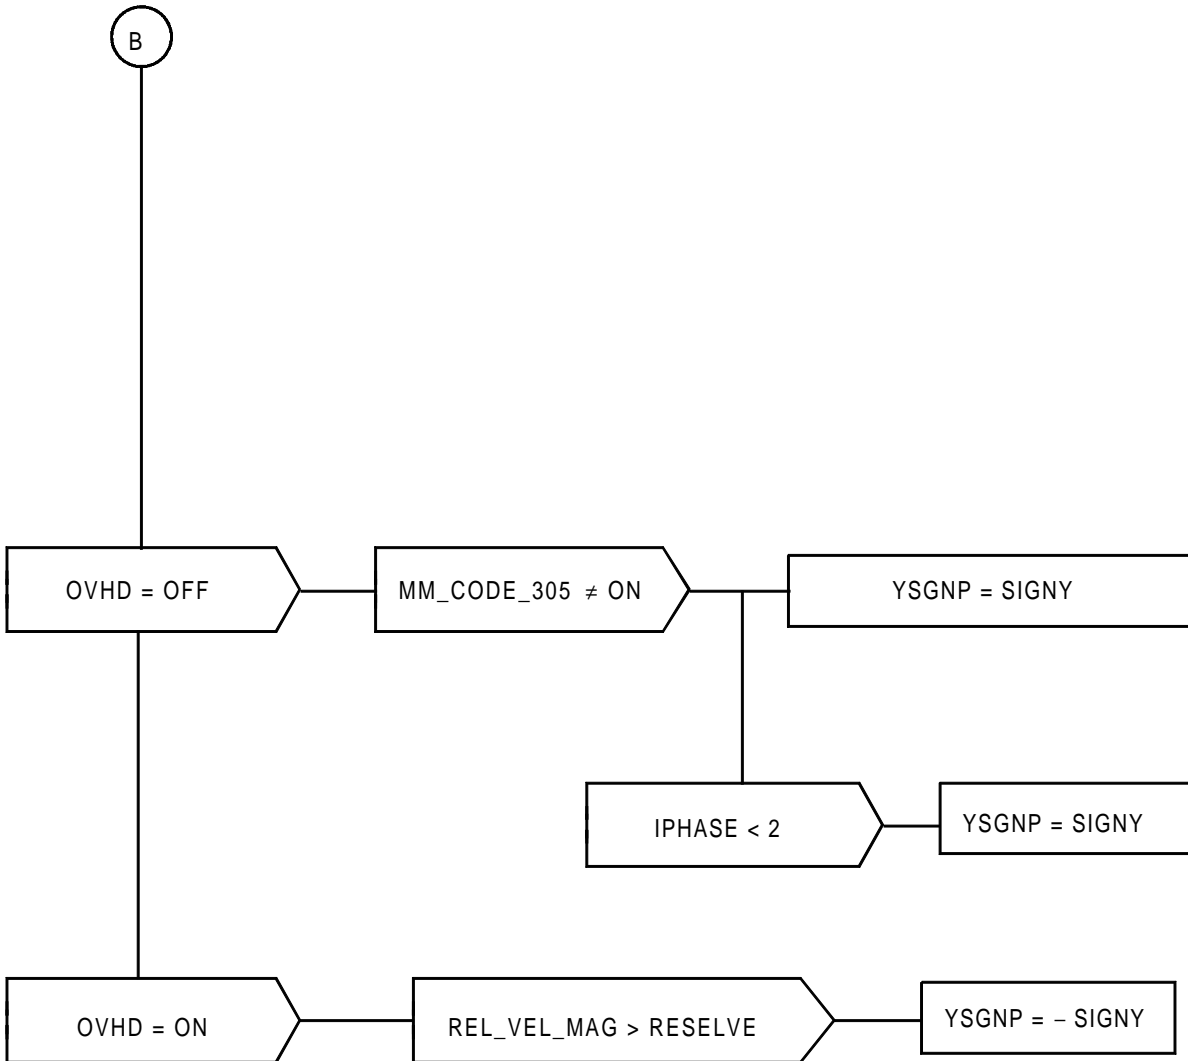 B
OVHD = OFF
MM_CODE_305 ≠ ON
YSGNP = SIGNY
IPHASE < 2
YSGNP = SIGNY
OVHD = ON
REL_VEL_MAG > RESELVE
YSGNP = – SIGNY